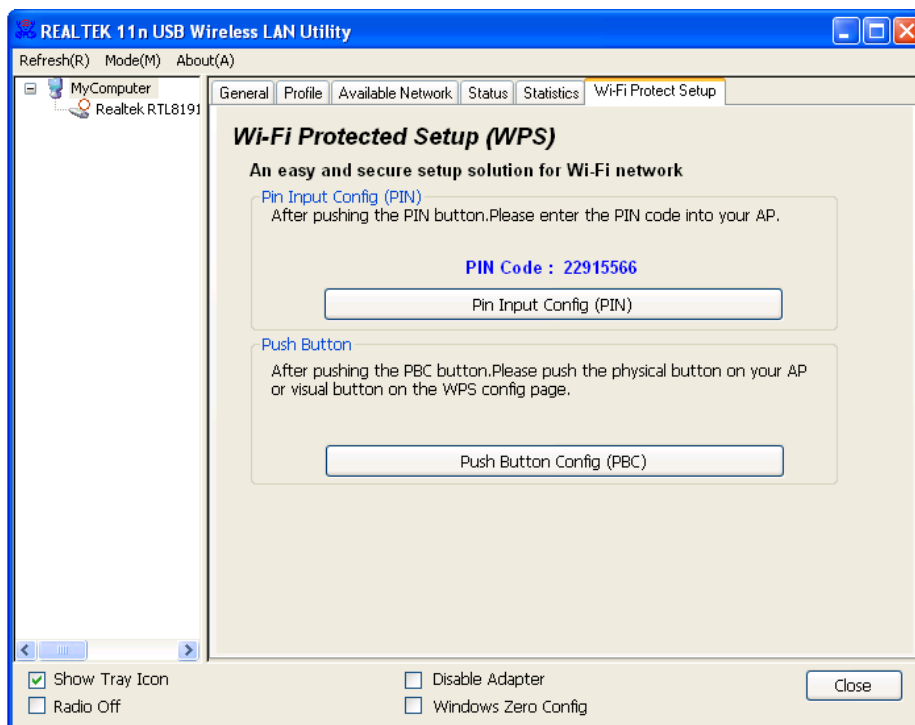 REALTEK 11n USB Wireless LAN Utility
Refresh(R) Mode(M) About(A)
MyComputer
Realtek RTL8191
General Profile Available Network Status Statistics Wi-Fi Protect Setup
Wi-Fi Protected Setup (WPS)
An easy and secure setup solution for Wi-Fi network
Pin Input Config (PIN)
After pushing the PIN button.Please enter the PIN code into your AP.
PIN Code : 22915566
Pin Input Config (PIN)
Push Button
After pushing the PBC button.Please push the physical button on your AP
or visual button on the WPS config page.
Push Button Config (PBC)
Show Tray Icon
Radio Off
Disable Adapter
Windows Zero Config
Close